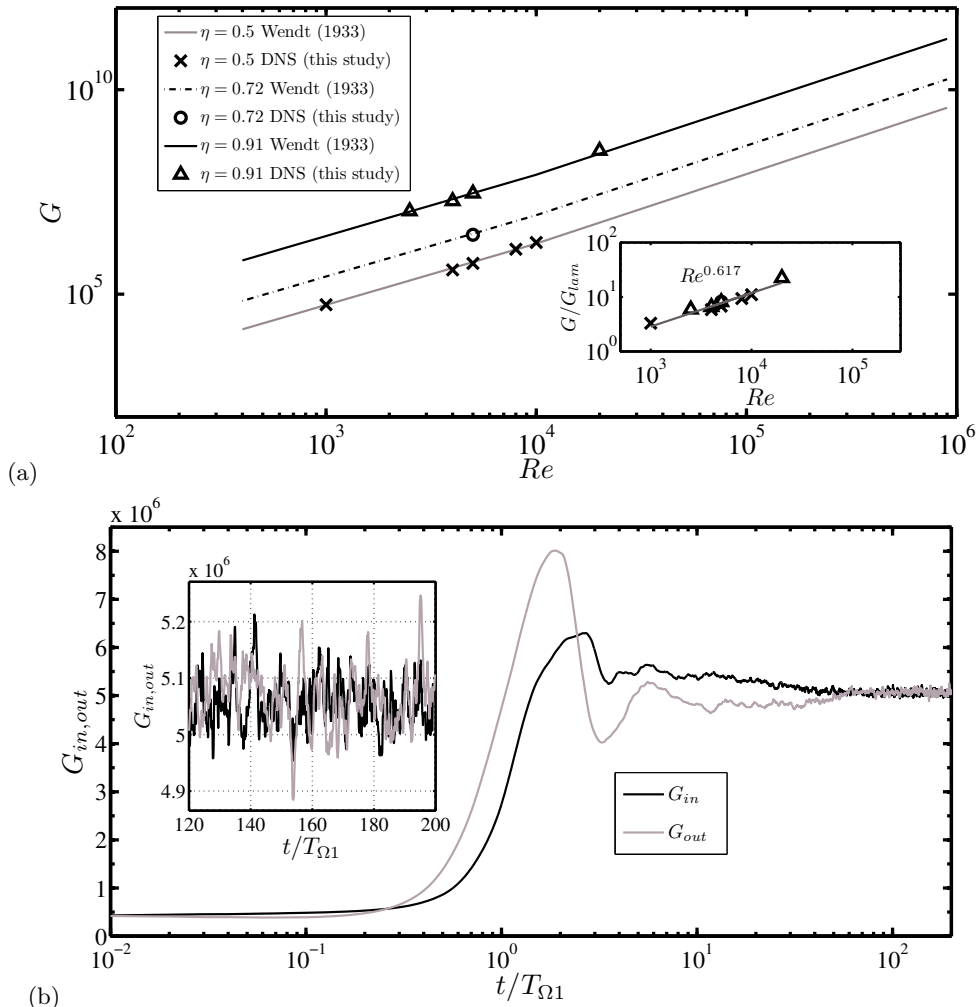 η = 0.5 Wendt (1933)
η = 0.5 DNS (this study)
η = 0.72 Wendt (1933)
η = 0.72 DNS (this study)
η = 0.91 Wendt (1933)
η = 0.91 DNS (this study)
G
10^10
10^5
10^2 10^3 10^4 10^5 10^6
Re
G/G_lam
10^2
10^1
10^0
Re^0.617
10^3 10^4 10^5
Re
(a)
x 10^6
G_in,out
8
7
6
5
4
3
2
1
0
10^-2 10^-1 10^0 10^1 10^2
t/T_Ω1
x 10^6
G_in,out
5.2
5.1
5
4.9
120 140 160 180 200
t/T_Ω1
G_in
G_out
(b)